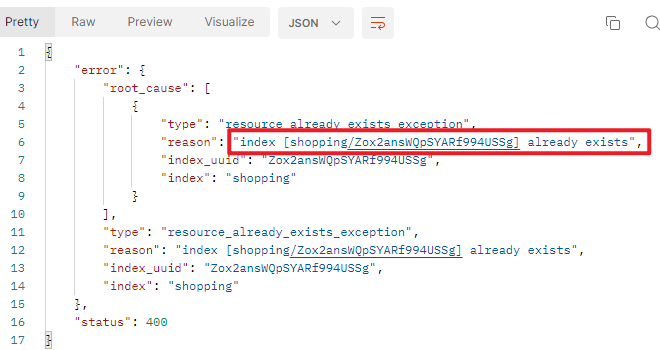 Pretty Raw Preview Visualize JSON
1 {
2 "error": {
3 "root_cause": [
4 {
5 "type": "resource_already_exists_exception",
6 "reason": "index [shopping/Zox2ansWQpSYARf994USSg] already exists",
7 "index_uuid": "Zox2ansWQpSYARf994USSg",
8 "index": "shopping"
9 }
10 ],
11 "type": "resource_already_exists_exception",
12 "reason": "index [shopping/Zox2ansWQpSYARf994USSg] already exists",
13 "index_uuid": "Zox2ansWQpSYARf994USSg",
14 "index": "shopping"
15 },
16 "status": 400
17 }